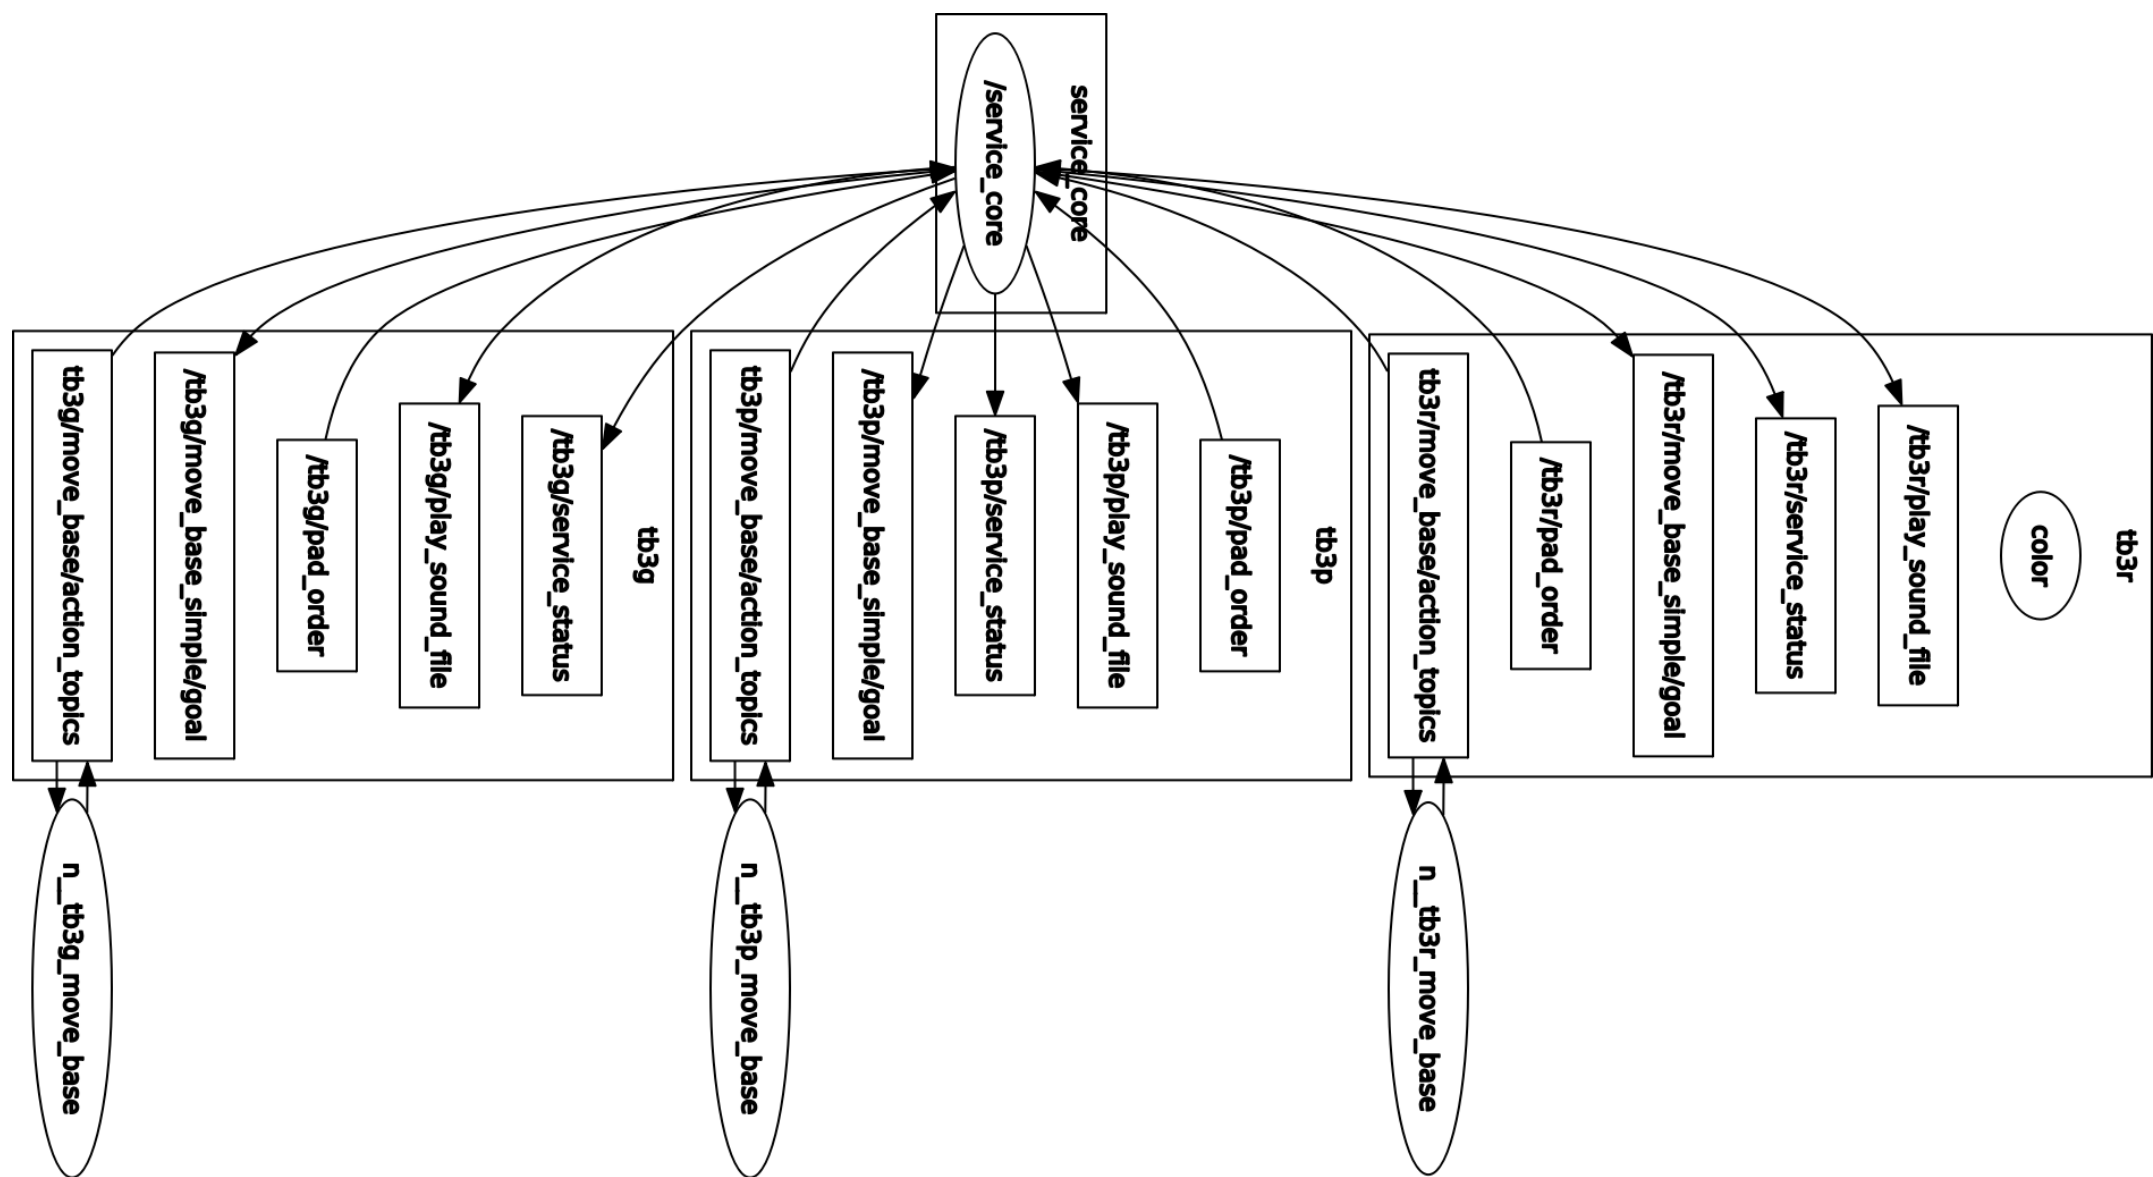 service_core
/service_core
tb3g
tb3g/move_base/action_topics
/tb3g/move_base_simple/goal
/tb3g/pad_order
/tb3g/play_sound_file
/tb3g/service_status
tb3p
tb3p/move_base/action_topics
/tb3p/move_base_simple/goal
/tb3p/service_status
/tb3p/play_sound_file
/tb3p/pad_order
tb3r
tb3r/move_base/action_topics
/tb3r/pad_order
/tb3r/move_base_simple/goal
/tb3r/service_status
/tb3r/play_sound_file
color
n__tb3g_move_base
n__tb3p_move_base
n__tb3r_move_base